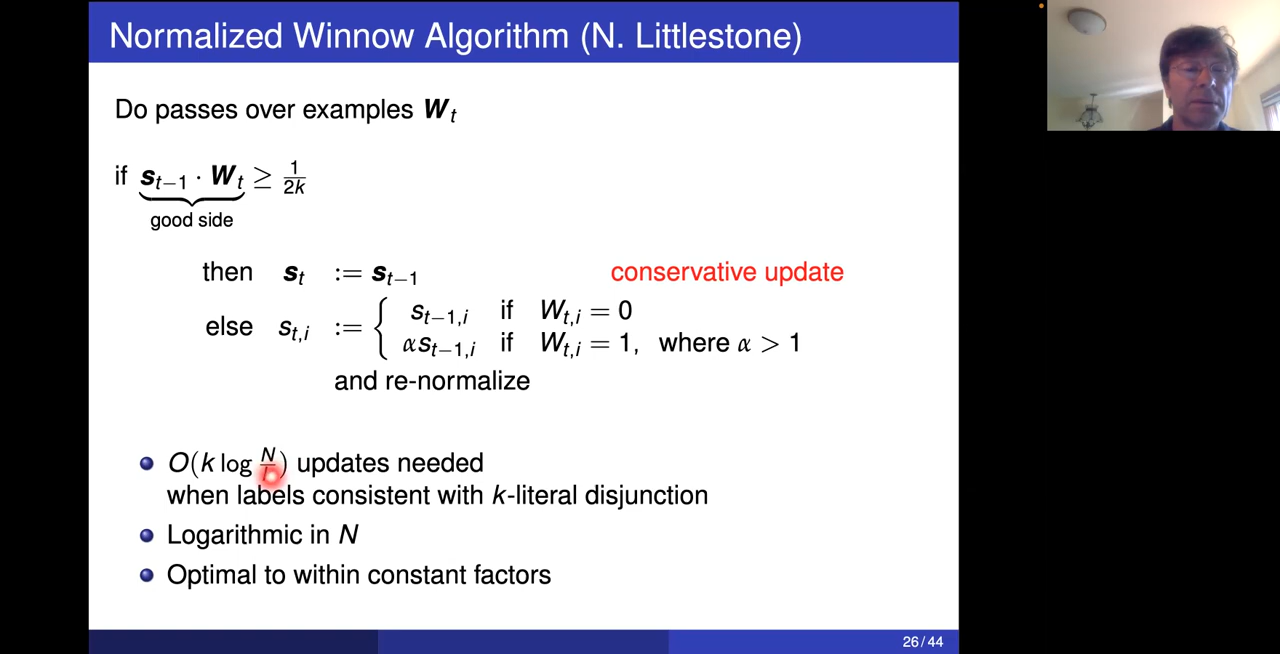 Normalized Winnow Algorithm (N. Littlestone)
Do passes over examples W_t
if s_{t−1} · W_t ≥ 1/2k
good side
then s_t := s_{t−1} conservative update
else s_{t,i} := { s_{t−1,i} if W_{t,i} = 0
αs_{t−1,i} if W_{t,i} = 1, where α > 1
and re-normalize
O(k log N/) updates needed
when labels consistent with k-literal disjunction
Logarithmic in N
Optimal to within constant factors
26/44